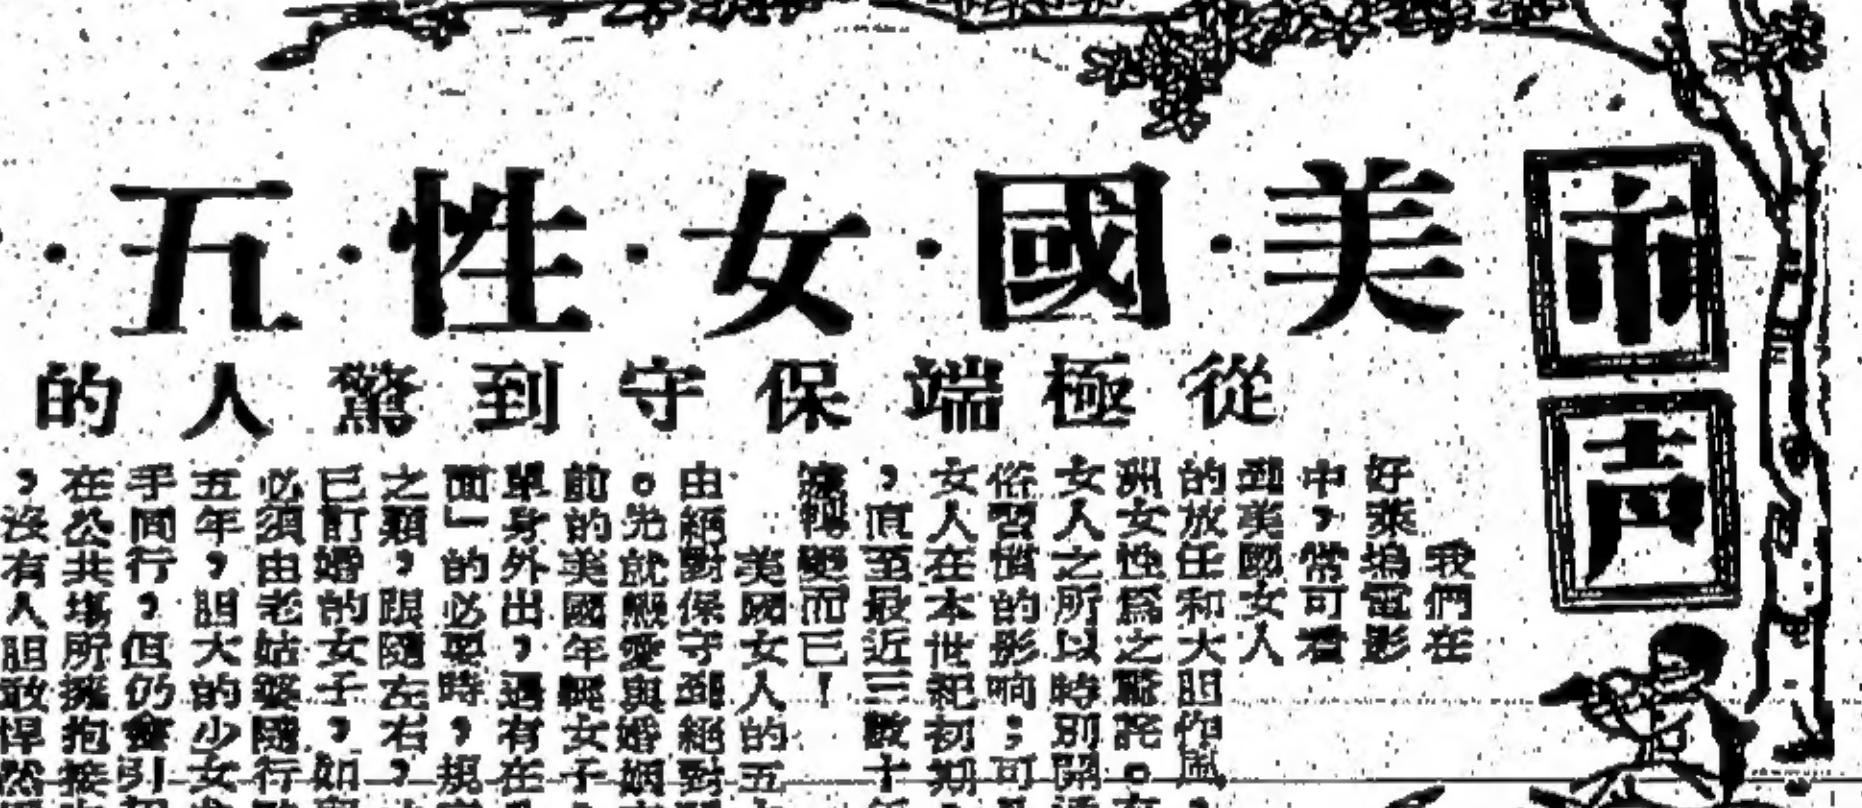 市声
美·國·女·性·五·
從極端保守到驚人的
我們在
好萊塢電影
中，常可看
到美國女人
的放任和大胆作風，
洲女性爲之驚詫。在
女人之所以特別開
俗習慣的影响；可
女人在本世紀初期
，直至最近三數十
轉變而已！
美國女人的五
由絕對保守到絕對
。先就戀愛與婚姻
前的美國年輕女子
單身外出，遇有在
面」的必要時，規
之類，跟隨左右，
已訂婚的女子，如
必須由老姑婆隨行
五年，胆大的少女
手間行，但仍會引
在公共塲所擁抱接
，沒有人胆敢悍然